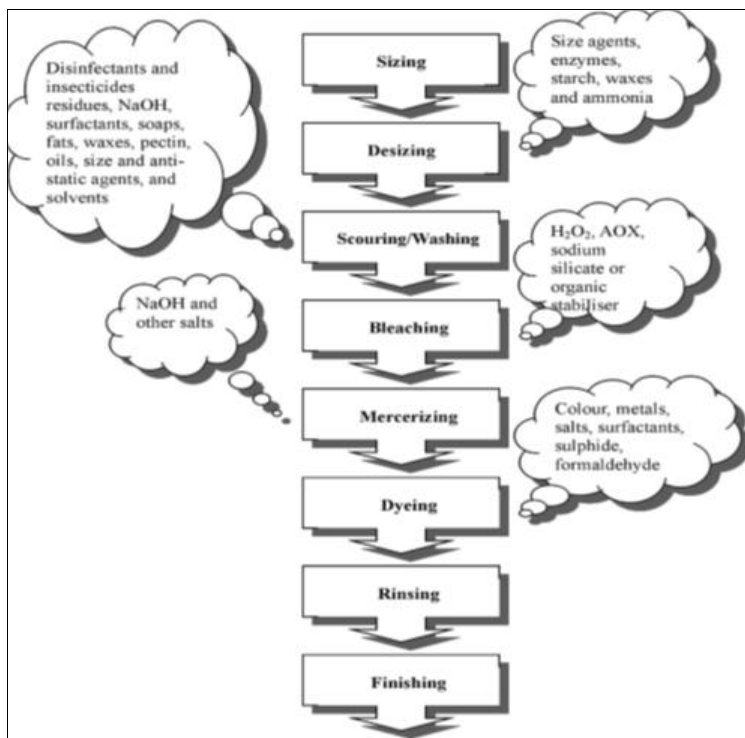 Disinfectants and
insecticides
residues, NaOH,
surfactants, soaps,
fats, waxes, pectin,
oils, size and anti-
static agents, and
solvents
Sizing
Size agents,
enzymes,
starch, waxes
and ammonia
Desizing
Scouring/Washing
H₂O₂, AOX,
sodium
silicate or
organic
stabiliser
NaOH and
other salts
Bleaching
Mercerizing
Colour, metals,
salts, surfactants,
sulphide,
formaldehyde
Dyeing
Rinsing
Finishing